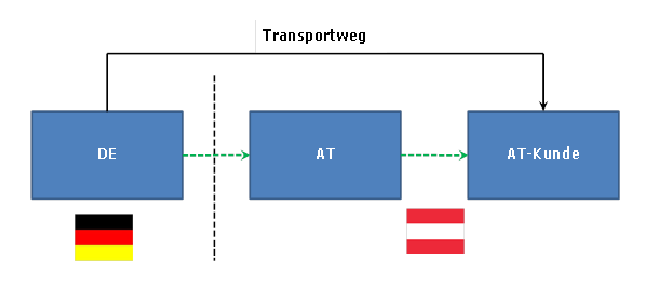 Transportweg
DE
AT
AT-Kunde